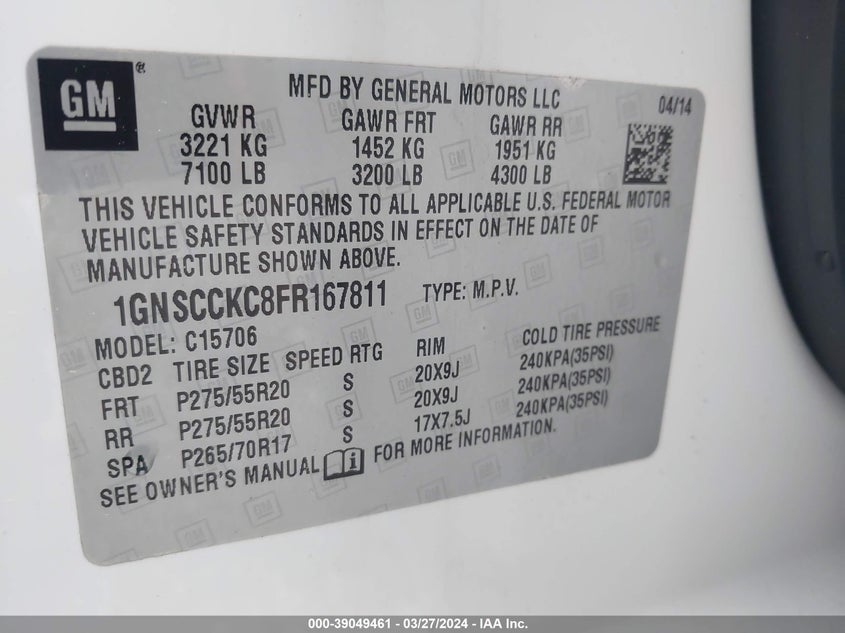 GM ®
MFD BY GENERAL MOTORS LLC
04/14
GVWR GAWR FRT GAWR RR
3221 KG 1452 KG 1951 KG
7100 LB 3200 LB 4300 LB
THIS VEHICLE CONFORMS TO ALL APPLICABLE U.S. FEDERAL MOTOR
VEHICLE SAFETY STANDARDS IN EFFECT ON THE DATE OF
MANUFACTURE SHOWN ABOVE.
1GNSCCKC8FR167811 TYPE: M.P.V.
MODEL: C15706
CBD2 TIRE SIZE SPEED RTG RIM COLD TIRE PRESSURE
FRT P275/55R20 S 20X9J 240KPA(35PSI)
RR P275/55R20 S 20X9J 240KPA(35PSI)
SPA P265/70R17 S 17X7.5J 240KPA(35PSI)
SEE OWNER'S MANUAL FOR MORE INFORMATION.
000-39049461 - 03/27/2024 - IAA Inc.